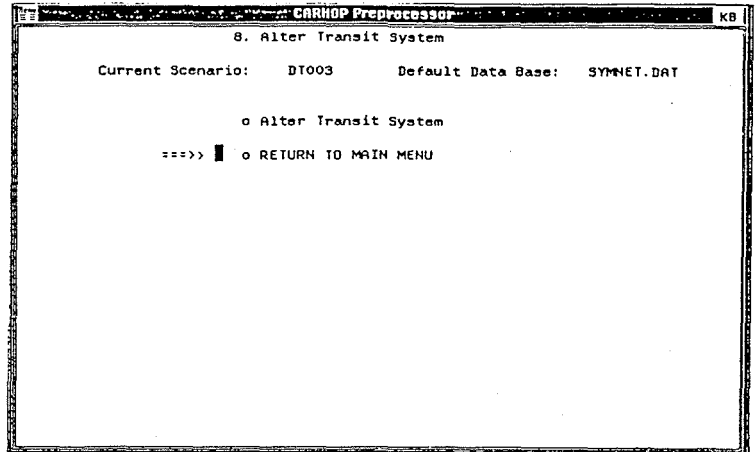 CARHOP Preprocessor KB
8. Alter Transit System
Current Scenario: DT003 Default Data Base: SYMNET.DAT
o Alter Transit System
===>> o RETURN TO MAIN MENU